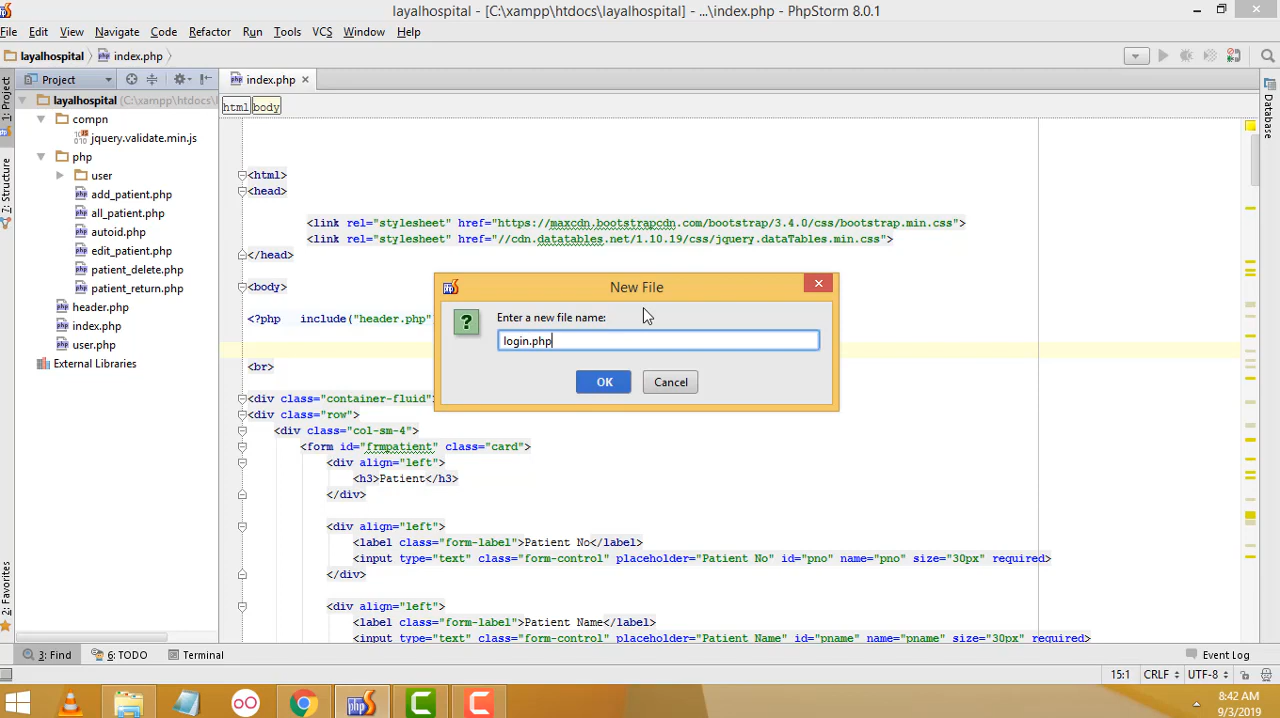 layalhospital - [C:\xampp\htdocs\layalhospital] - ...\index.php - PhpStorm 8.0.1
File Edit View Navigate Code Refactor Run Tools VCS Window Help
layalhospital index.php
Project index.php
html body
1: Project
7: Structure
2: Favorites
Database
layalhospital (C:\xampp\htdocs\l
compn
jquery.validate.min.js
php
user
add_patient.php
all_patient.php
autoid.php
edit_patient.php
patient_delete.php
patient_return.php
header.php
index.php
user.php
External Libraries
<html>
<head>
<link rel="stylesheet" href="https://maxcdn.bootstrapcdn.com/bootstrap/3.4.0/css/bootstrap.min.css">
<link rel="stylesheet" href="//cdn.datatables.net/1.10.19/css/jquery.dataTables.min.css">
</head>
<body>
<?php include("header.php"
<br>
<div class="container-fluid"
<div class="row">
<div class="col-sm-4">
<form id="frmpatient" class="card">
<div align="left">
<h3>Patient</h3>
</div>
<div align="left">
<label class="form-label">Patient No</label>
<input type="text" class="form-control" placeholder="Patient No" id="pno" name="pno" size="30px" required>
</div>
<div align="left">
<label class="form-label">Patient Name</label>
<input type="text" class="form-control" placeholder="Patient Name" id="pname" name="pname" size="30px" required>
New File
Enter a new file name:
login.php
OK Cancel
3: Find 6: TODO Terminal Event Log
15:1 CRLF UTF-8
8:42 AM
9/3/2019